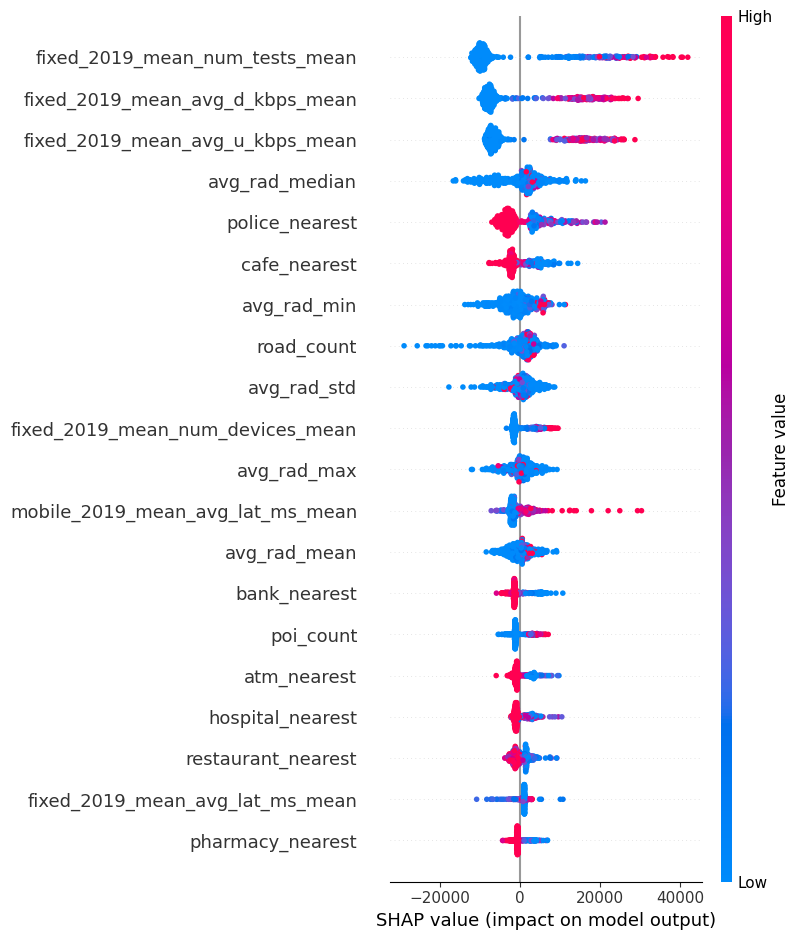 High
fixed_2019_mean_num_tests_mean
fixed_2019_mean_avg_d_kbps_mean
fixed_2019_mean_avg_u_kbps_mean
avg_rad_median
police_nearest
cafe_nearest
avg_rad_min
road_count
avg_rad_std
fixed_2019_mean_num_devices_mean
avg_rad_max
mobile_2019_mean_avg_lat_ms_mean
avg_rad_mean
bank_nearest
poi_count
atm_nearest
hospital_nearest
restaurant_nearest
fixed_2019_mean_avg_lat_ms_mean
pharmacy_nearest
Feature value
Low
−20000 0 20000 40000
SHAP value (impact on model output)